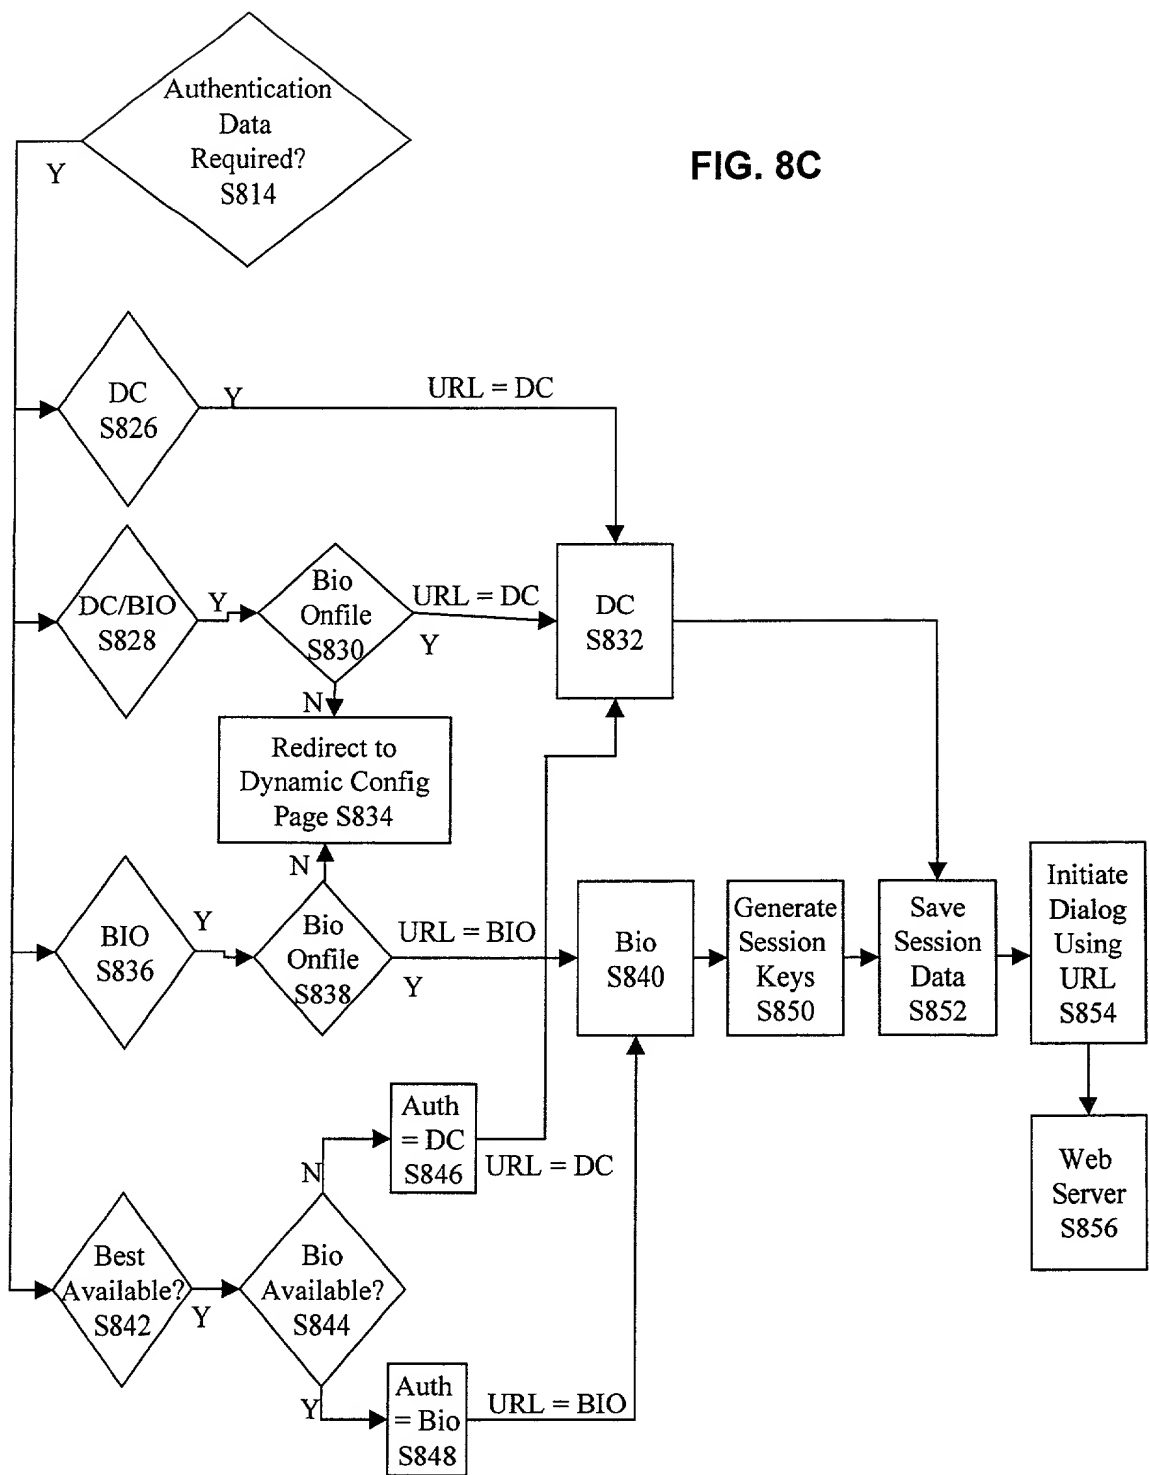 Authentication
Data
Required?
S814
Y
FIG. 8C
DC
S826
Y
URL = DC
DC/BIO
S828
Y
Bio
Onfile
S830
URL = DC
Y
N
DC
S832
Redirect to
Dynamic Config
Page S834
N
BIO
S836
Y
Bio
Onfile
S838
URL = BIO
Y
Bio
S840
Generate
Session
Keys
S850
Save
Session
Data
S852
Initiate
Dialog
Using
URL
S854
Auth
= DC
S846
URL = DC
N
Web
Server
S856
Best
Available?
S842
Y
Bio
Available?
S844
Y
Auth
= Bio
S848
URL = BIO